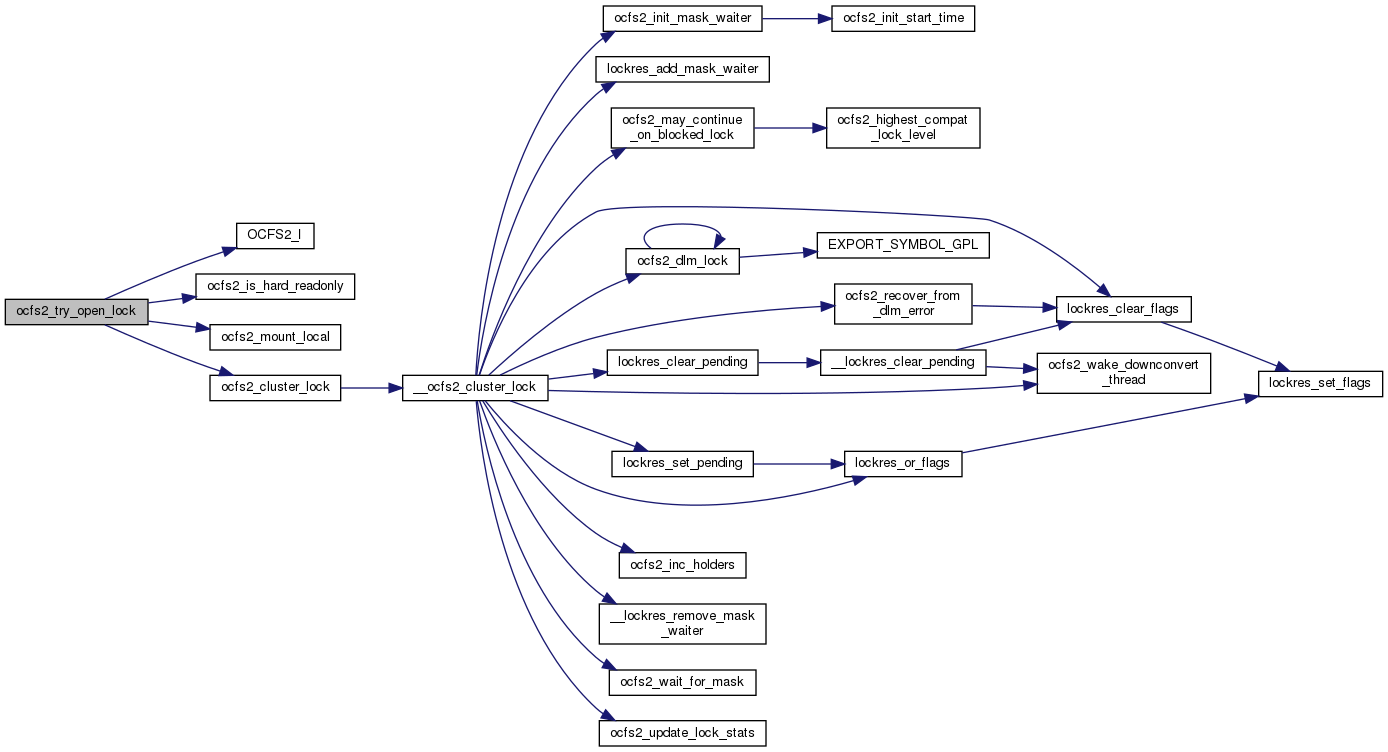 ocfs2_init_mask_waiter
ocfs2_init_start_time
lockres_add_mask_waiter
ocfs2_may_continue
_on_blocked_lock
ocfs2_highest_compat
_lock_level
OCFS2_I
EXPORT_SYMBOL_GPL
ocfs2_dlm_lock
ocfs2_is_hard_readonly
ocfs2_recover_from
_dlm_error
lockres_clear_flags
ocfs2_try_open_lock
ocfs2_mount_local
lockres_clear_pending
__lockres_clear_pending
ocfs2_wake_downconvert
_thread
ocfs2_cluster_lock
__ocfs2_cluster_lock
lockres_set_flags
lockres_set_pending
lockres_or_flags
ocfs2_inc_holders
__lockres_remove_mask
_waiter
ocfs2_wait_for_mask
ocfs2_update_lock_stats